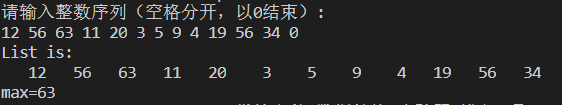 请输入整数序列（空格分开，以0结束）:
12 56 63 11 20 3 5 9 4 19 56 34 0
List is:
12 56 63 11 20 3 5 9 4 19 56 34
max=63